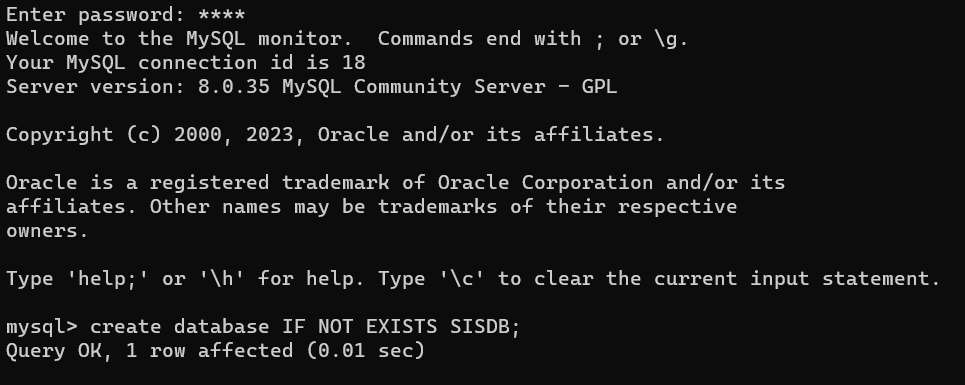 Enter password: ****
Welcome to the MySQL monitor.  Commands end with ; or \g.
Your MySQL connection id is 18
Server version: 8.0.35 MySQL Community Server - GPL
Copyright (c) 2000, 2023, Oracle and/or its affiliates.
Oracle is a registered trademark of Oracle Corporation and/or its
affiliates. Other names may be trademarks of their respective
owners.
Type 'help;' or '\h' for help. Type '\c' to clear the current input statement.
mysql> create database IF NOT EXISTS SISDB;
Query OK, 1 row affected (0.01 sec)